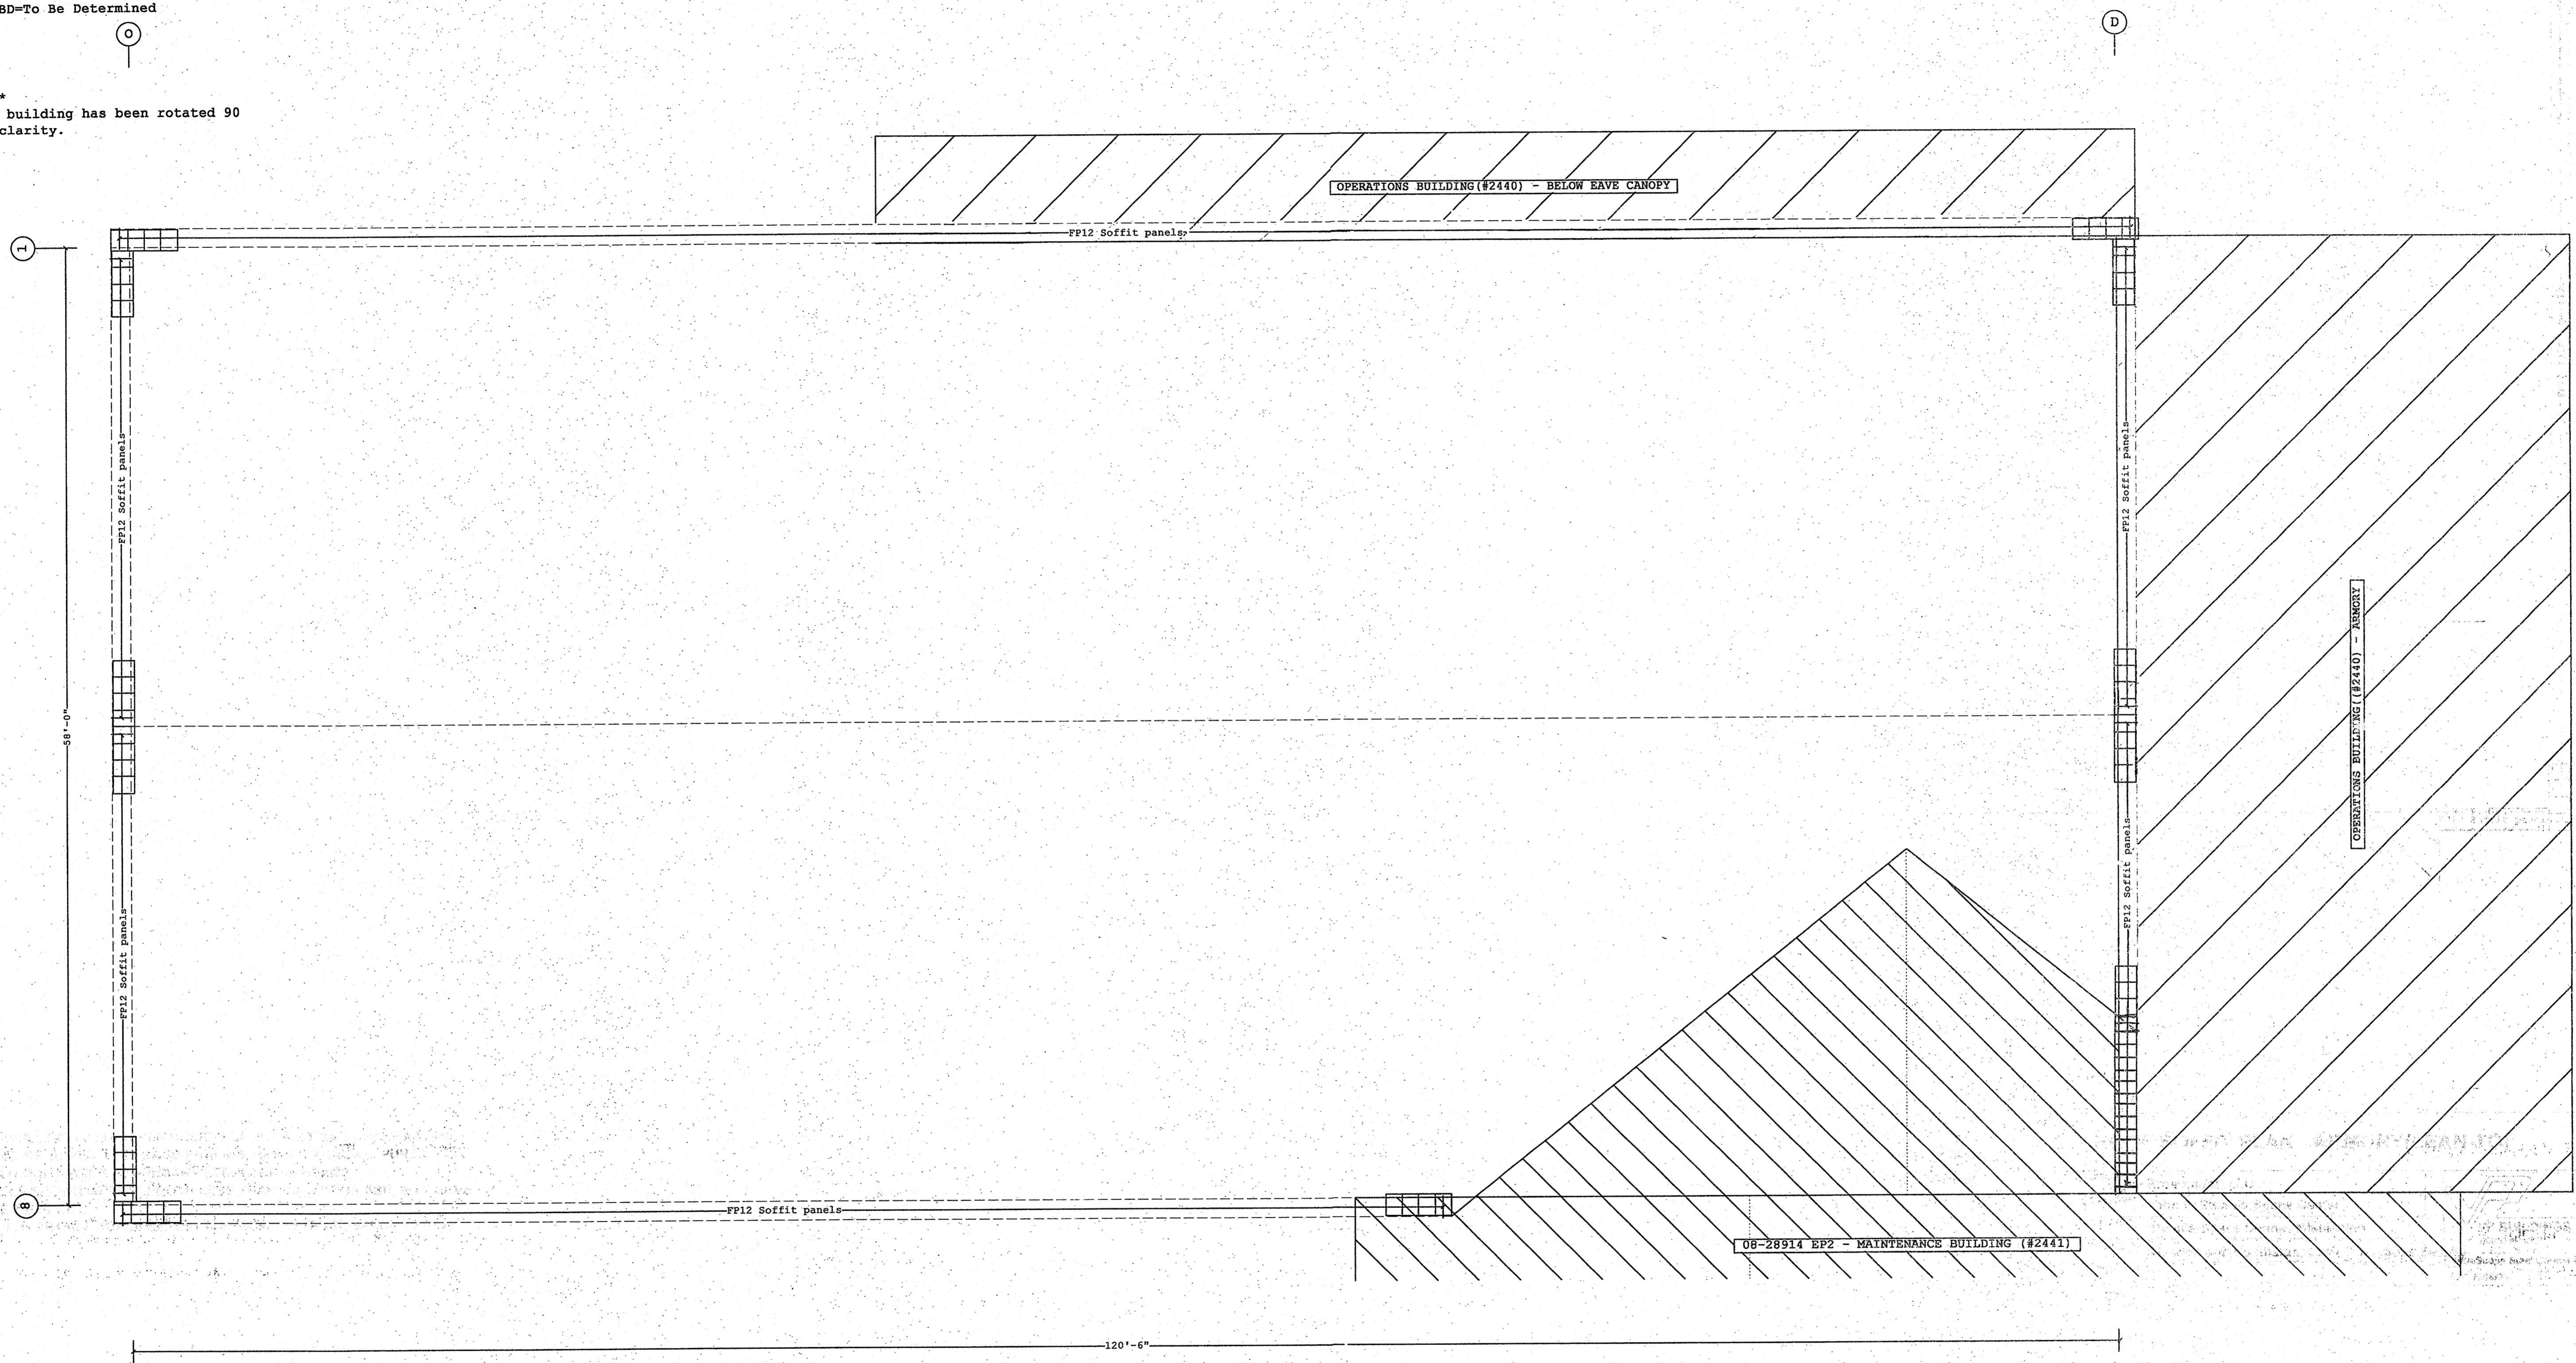 BD=To Be Determined
O
D
*
building has been rotated 90
clarity.
OPERATIONS BUILDING(#2440) - BELOW EAVE CANOPY
1
FP12 Soffit panels
FP12 Soffit panels
FP12 Soffit panels
58'-0"
OPERATIONS BUILDING((#2440) - ARMORY
FP12 Soffit panels
FP12 Soffit panels
8
FP12 Soffit panels
08-28914 EP2 - MAINTENANCE BUILDING (#2441)
120'-6"